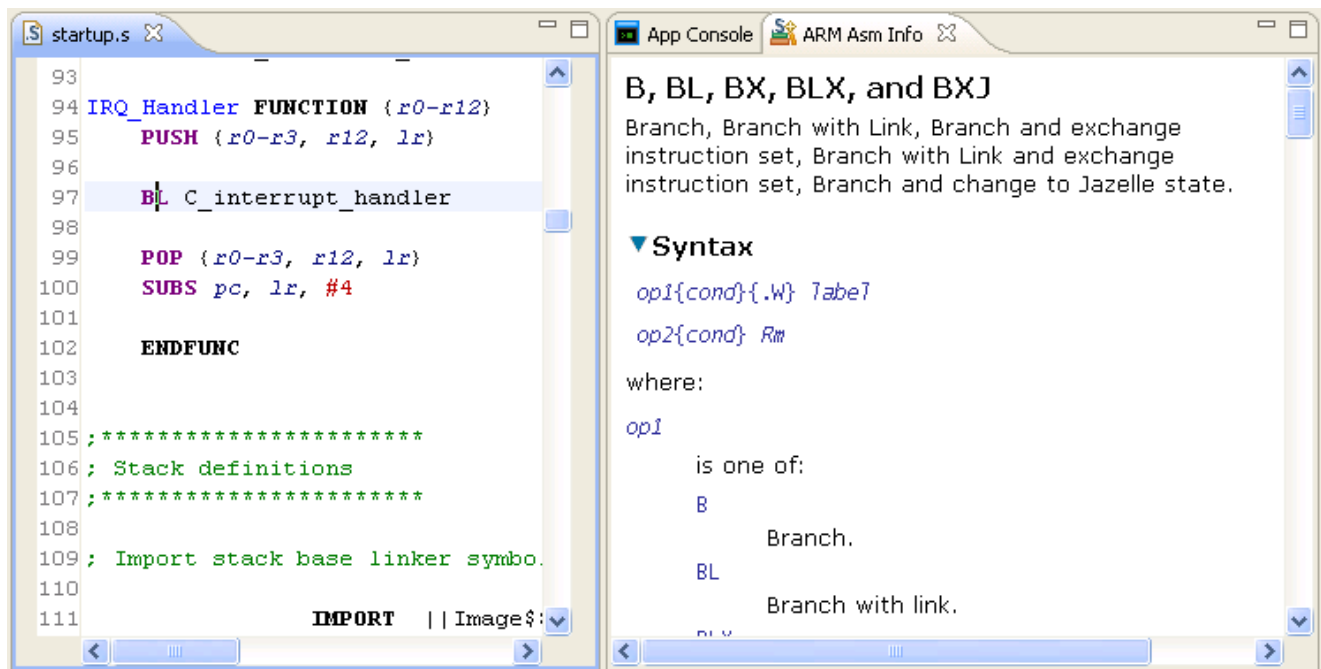 startup.s
93
94 IRQ_Handler FUNCTION {r0-r12}
95 PUSH {r0-r3, r12, lr}
96
97 BL C_interrupt_handler
98
99 POP {r0-r3, r12, lr}
100 SUBS pc, lr, #4
101
102 ENDFUNC
103
104
105 ;***********************
106 ; Stack definitions
107 ;***********************
108
109 ; Import stack base linker symbo
110
111 IMPORT ||Image$
App Console ARM Asm Info
B, BL, BX, BLX, and BXJ
Branch, Branch with Link, Branch and exchange
instruction set, Branch with Link and exchange
instruction set, Branch and change to Jazelle state.
Syntax
op1{cond}{.W} label
op2{cond} Rm
where:
op1
is one of:
B
Branch.
BL
Branch with link.